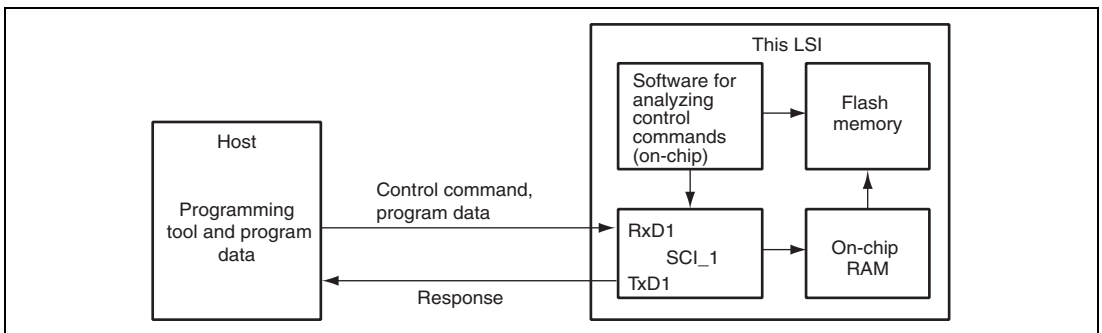 This LSI
Software for
analyzing
control
commands
(on-chip)
Flash
memory
Host
Programming
tool and program
data
Control command,
program data
RxD1
SCI_1
TxD1
On-chip
RAM
Response